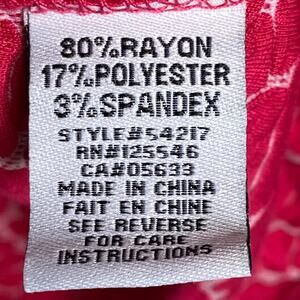 80%RAYON
17%POLYESTER
3%SPANDEX
STYLE#54217
RN#125546
CA#05633
MADE IN CHINA
FAIT EN CHINE
SEE REVERSE
FOR CARE
INSTRUCTIONS